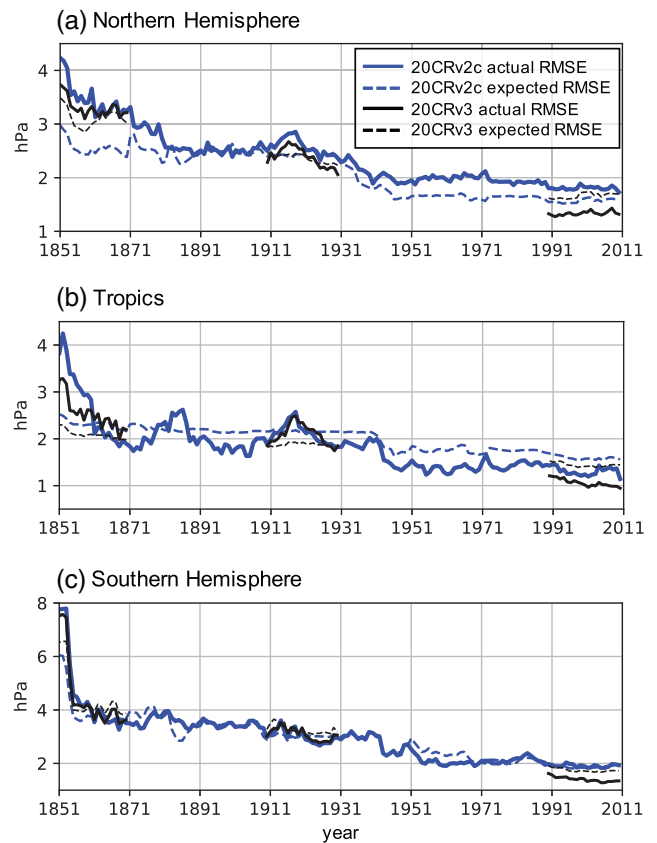 (a) Northern Hemisphere
20CRv2c actual RMSE
20CRv2c expected RMSE
20CRv3 actual RMSE
20CRv3 expected RMSE
hPa
4
3
2
1
1851 1871 1891 1911 1931 1951 1971 1991 2011
(b) Tropics
hPa
4
3
2
1
1851 1871 1891 1911 1931 1951 1971 1991 2011
(c) Southern Hemisphere
hPa
8
6
4
2
1851 1871 1891 1911 1931 1951 1971 1991 2011
year